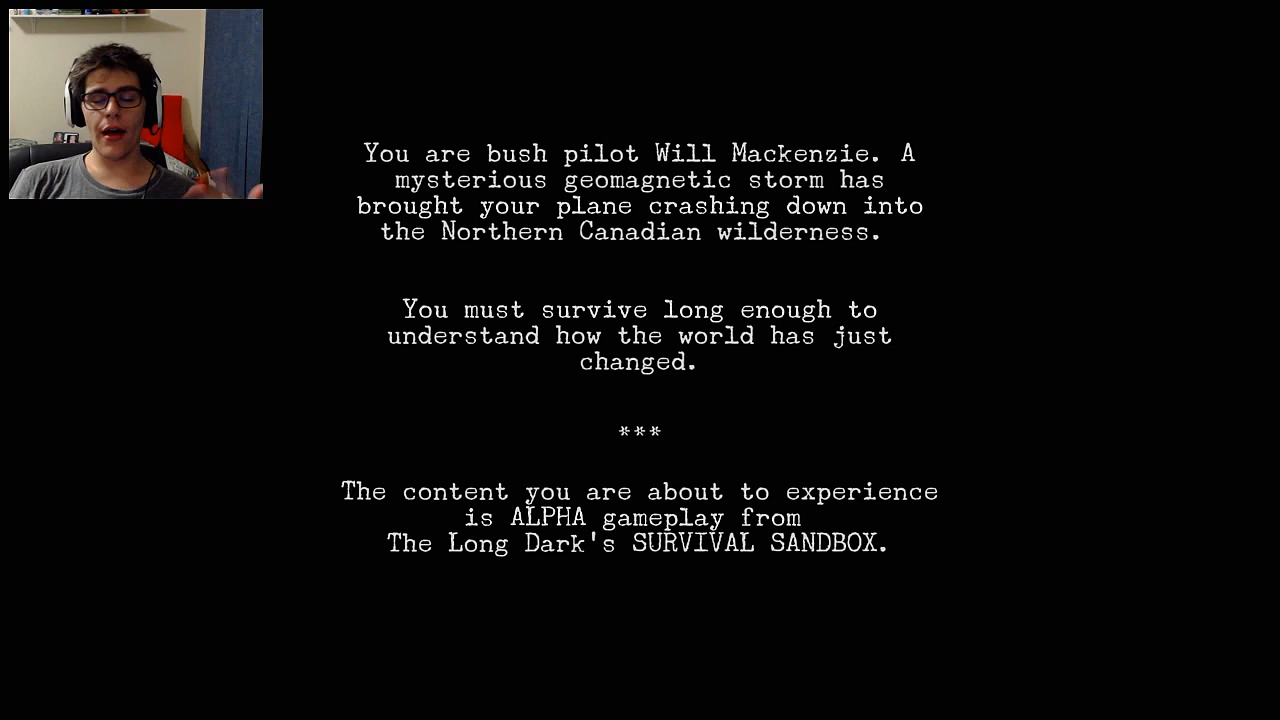 You are bush pilot Will Mackenzie. A
mysterious geomagnetic storm has
brought your plane crashing down into
the Northern Canadian wilderness.
You must survive long enough to
understand how the world has just
changed.
***
The content you are about to experience
is ALPHA gameplay from
The Long Dark's SURVIVAL SANDBOX.